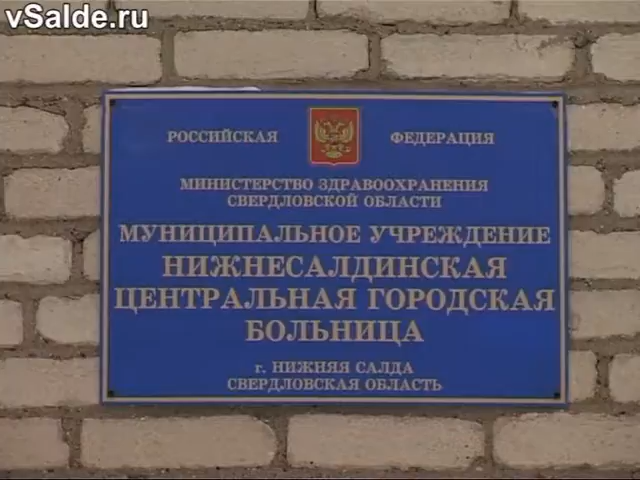 vSalde.ru
РОССИЙСКАЯ ФЕДЕРАЦИЯ
МИНИСТЕРСТВО ЗДРАВООХРАНЕНИЯ
СВЕРДЛОВСКОЙ ОБЛАСТИ
МУНИЦИПАЛЬНОЕ УЧРЕЖДЕНИЕ
НИЖНЕСАЛДИНСКАЯ
ЦЕНТРАЛЬНАЯ ГОРОДСКАЯ
БОЛЬНИЦА
г. НИЖНЯЯ САЛДА
СВЕРДЛОВСКАЯ ОБЛАСТЬ